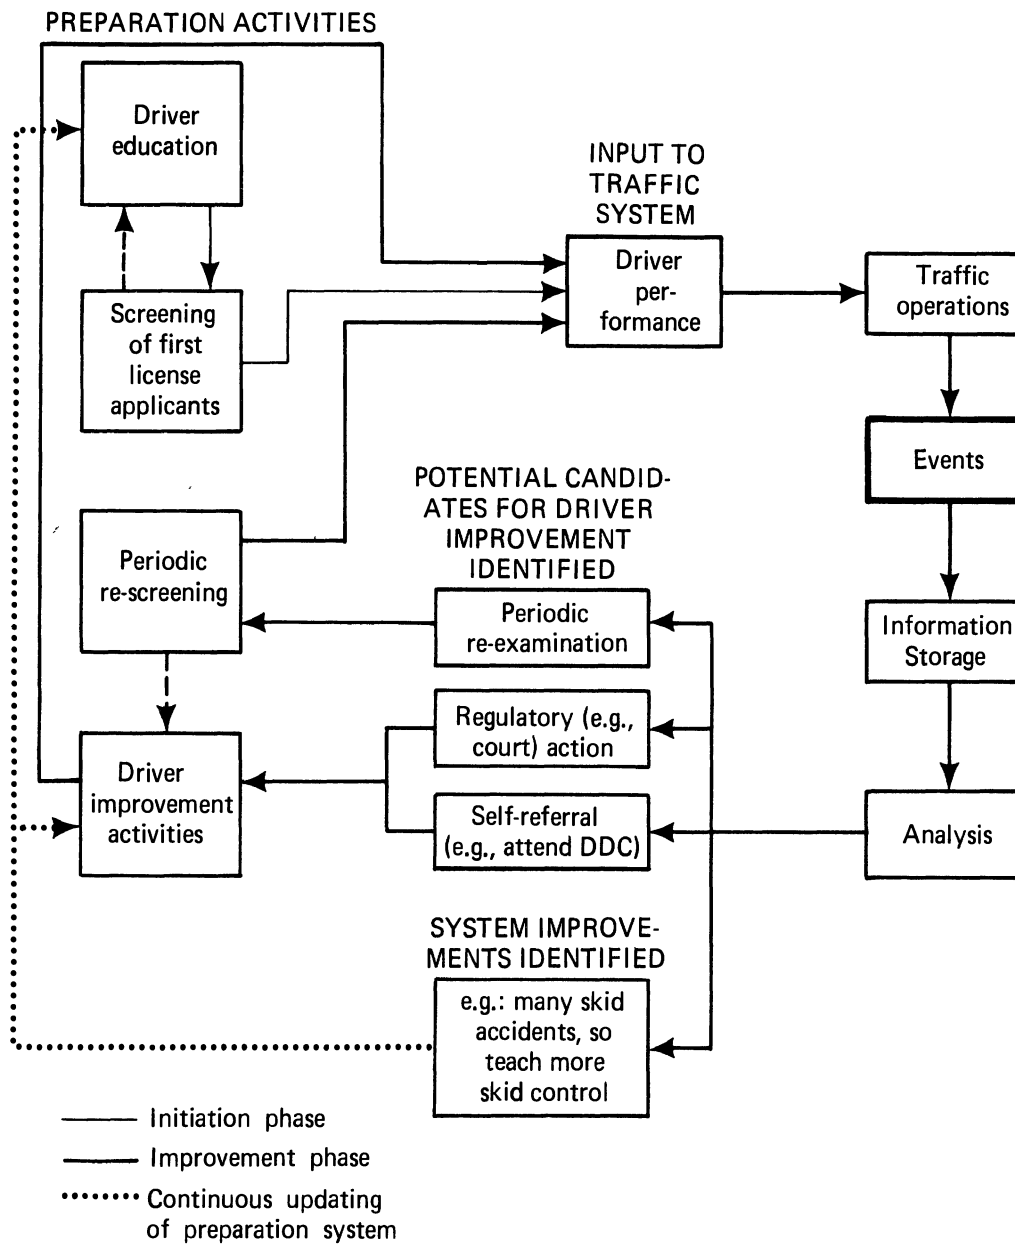 PREPARATION ACTIVITIES
Driver
education
Screening
of first
license
applicants
INPUT TO
TRAFFIC
SYSTEM
Driver
per-
formance
Traffic
operations
Events
Information
Storage
Analysis
POTENTIAL CANDID-
ATES FOR DRIVER
IMPROVEMENT
IDENTIFIED
Periodic
re-examination
Regulatory (e.g.,
court) action
Self-referral
(e.g., attend DDC)
Periodic
re-screening
Driver
improvement
activities
SYSTEM IMPROVE-
MENTS IDENTIFIED
e.g.: many skid
accidents, so
teach more
skid control
Initiation phase
Improvement phase
Continuous updating
of preparation system